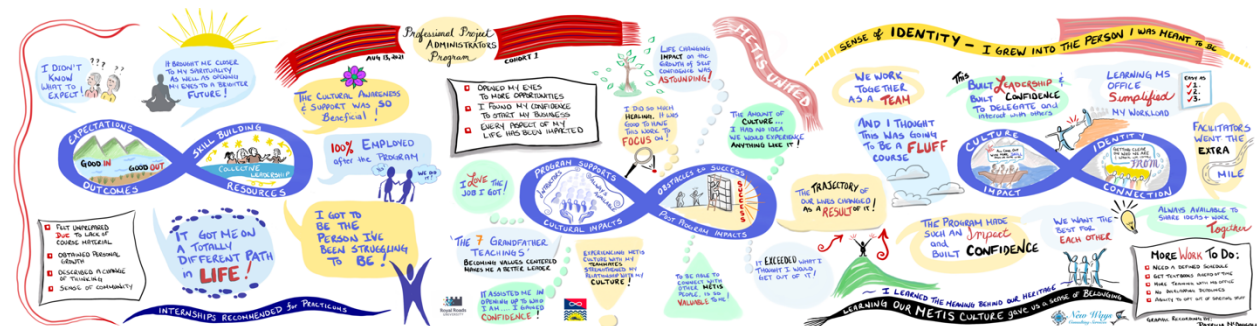 Professional Project
ADMINISTRATORS
Program
AUG 13, 2021
COHORT 1
I DIDN'T
KNOW
WHAT TO
EXPECT!
IT BROUGHT ME CLOSER
TO MY SPIRITUALITY
AS WELL AS OPENING
MY EYES TO A BRIGHTER
FUTURE!
THE CULTURAL AWARENESS
& SUPPORT WAS SO
Beneficial!
EXPECTATIONS
OUTCOMES
GOOD IN
GOOD OUT
SKILL BUILDING
RESOURCES
COLLECTIVE
LEADERSHIP
100% EMPLOYED
after the PROGRAM
WE GO
IT!
FELT UNPREPARED
DUE TO LACK OF
COURSE MATERIAL
OBTAINED PERSONAL
GROWTH
DESCRIBED A CHANGE
OF THINKING
SENSE OF COMMUNITY
IT GOT ME ON
A TOTALLY
DIFFERENT PATH
in LIFE!
I GOT TO
BE THE
PERSON I'VE
BEEN STRUGGLING
TO BE!
INTERNSHIPS RECOMMENDED for PRACTICUMS
OPENED MY EYES
TO MORE OPPORTUNITIES
I FOUND MY CONFIDENCE
TO START MY BUSINESS
EVERY ASPECT OF MY
LIFE HAS BEEN IMPACTED
LIFE CHANGING
IMPACT on the
GROWTH OF SELF
CONFIDENCE WAS
ASTOUNDING!
METIS UNITED
I DO SO MUCH
HEALING. IT WAS
GOOD TO HAVE
THIS WORK TO
FOCUS ON!
THE AMOUNT OF
CULTURE...
I HAD NO IDEA
WE WOULD EXPERIENCE
ANYTHING LIKE IT!
I LOVE THE
JOB I GOT!
PROGRAM SUPPORTS
CULTURAL IMPACTS
OBSTACLES TO SUCCESS
POST PROGRAM IMPACTS
SUCCESS
THE 7 GRANDFATHER
TEACHINGS"
BECOMING VALUES CENTERED
MAKES ME A BETTER LEADER
IT ASSISTED ME IN
OPENING UP TO WHO
I AM... I GAINED
CONFIDENCE!
Royal Roads
UNIVERSITY
EXPERIENCING METIS
CULTURE WITH MY
TEAMMATES
STRENGTHENED MY
RELATIONSHIP WITH MY
CULTURE!
TO BE ABLE TO
CONNECT WITH
OTHER METIS
PEOPLE, IS SO
VALUABLE TO ME!
IT EXCEEDED WHAT I
THOUGHT I WOULD
GET OUT OF IT!
THE TRAJECTORY OF
OUR LIVES CHANGED
AS A RESULT OF IT!
SENSE of IDENTITY - I GREW INTO THE PERSON I WAS MEANT TO BE
WE WORK
TOGETHER
AS A TEAM
AND I THOUGHT
THIS WAS GOING
TO BE A FLUFF
COURSE
THIS
BUILT LEADERSHIP &
BUILT CONFIDENCE
TO DELEGATE and
interact with others
LEARNING MS
OFFICE
Simplified
MY WORKLOAD
EASY AS
1.
2.
3.
FACILITATORS
WENT THE
EXTRA
MILE
CULTURE
IMPACT
IDENTITY
CONNECTION
THE PROGRAM MADE
SUCH AN Impact
and
BUILT CONFIDENCE
WE WANT THE
BEST FOR
EACH OTHER
ALWAYS AVAILABLE TO
SHARE IDEAS & WORK
Together
MORE WORK TO DO:
NEED A DEFINED SCHEDULE
GET TEXTBOOKS AHEAD OF TIME
MORE TRAINING WITH MS OFFICE
I LEARNED THE MEANING BEHIND OUR HERITAGE
LEARNING OUR METIS CULTURE gave us A SENSE of BELONGING
New Ways
GRAPHIC RECORDING BY: